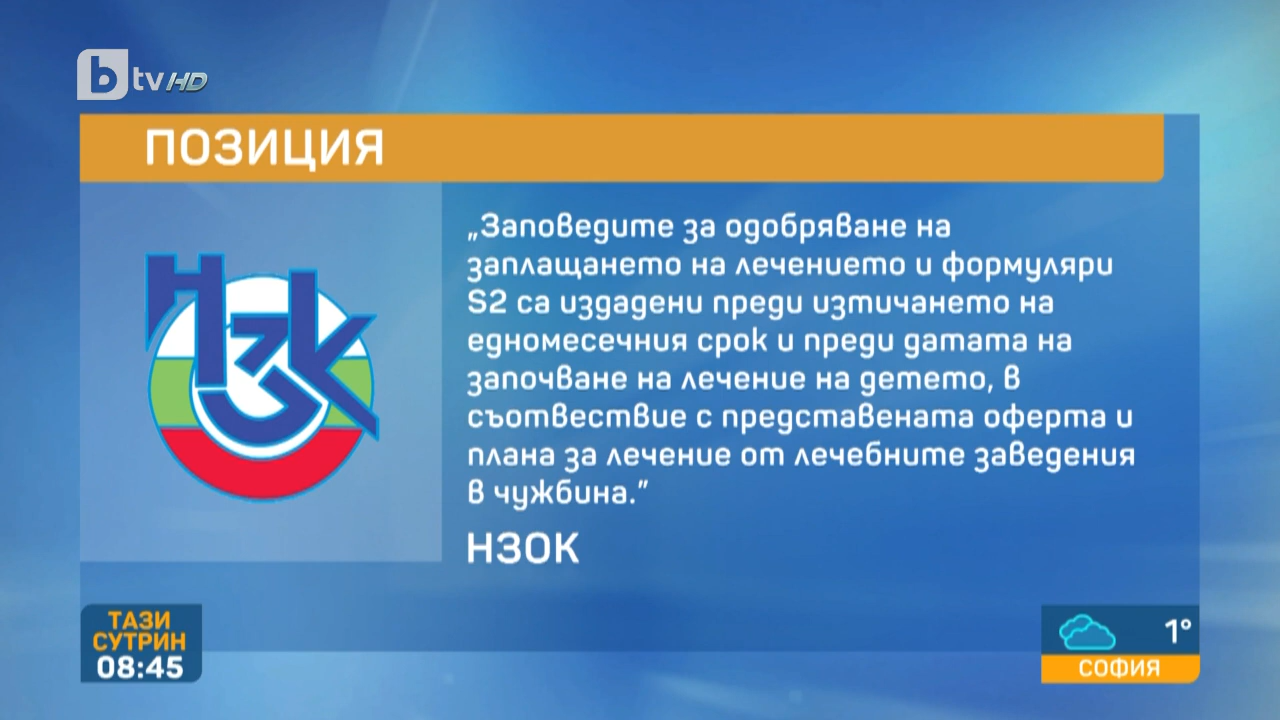 btv HD
ПОЗИЦИЯ
НЗОК
„Заповедите за одобряване на
заплащането на лечението и формуляри
S2 са издадени преди изтичането на
едномесечния срок и преди датата на
започване на лечение на детето, в
съотвествие с представената оферта и
плана за лечение от лечебните заведения
в чужбина.”
НЗОК
ТАЗИ
СУТРИН
08:45
1°
СОФИЯ